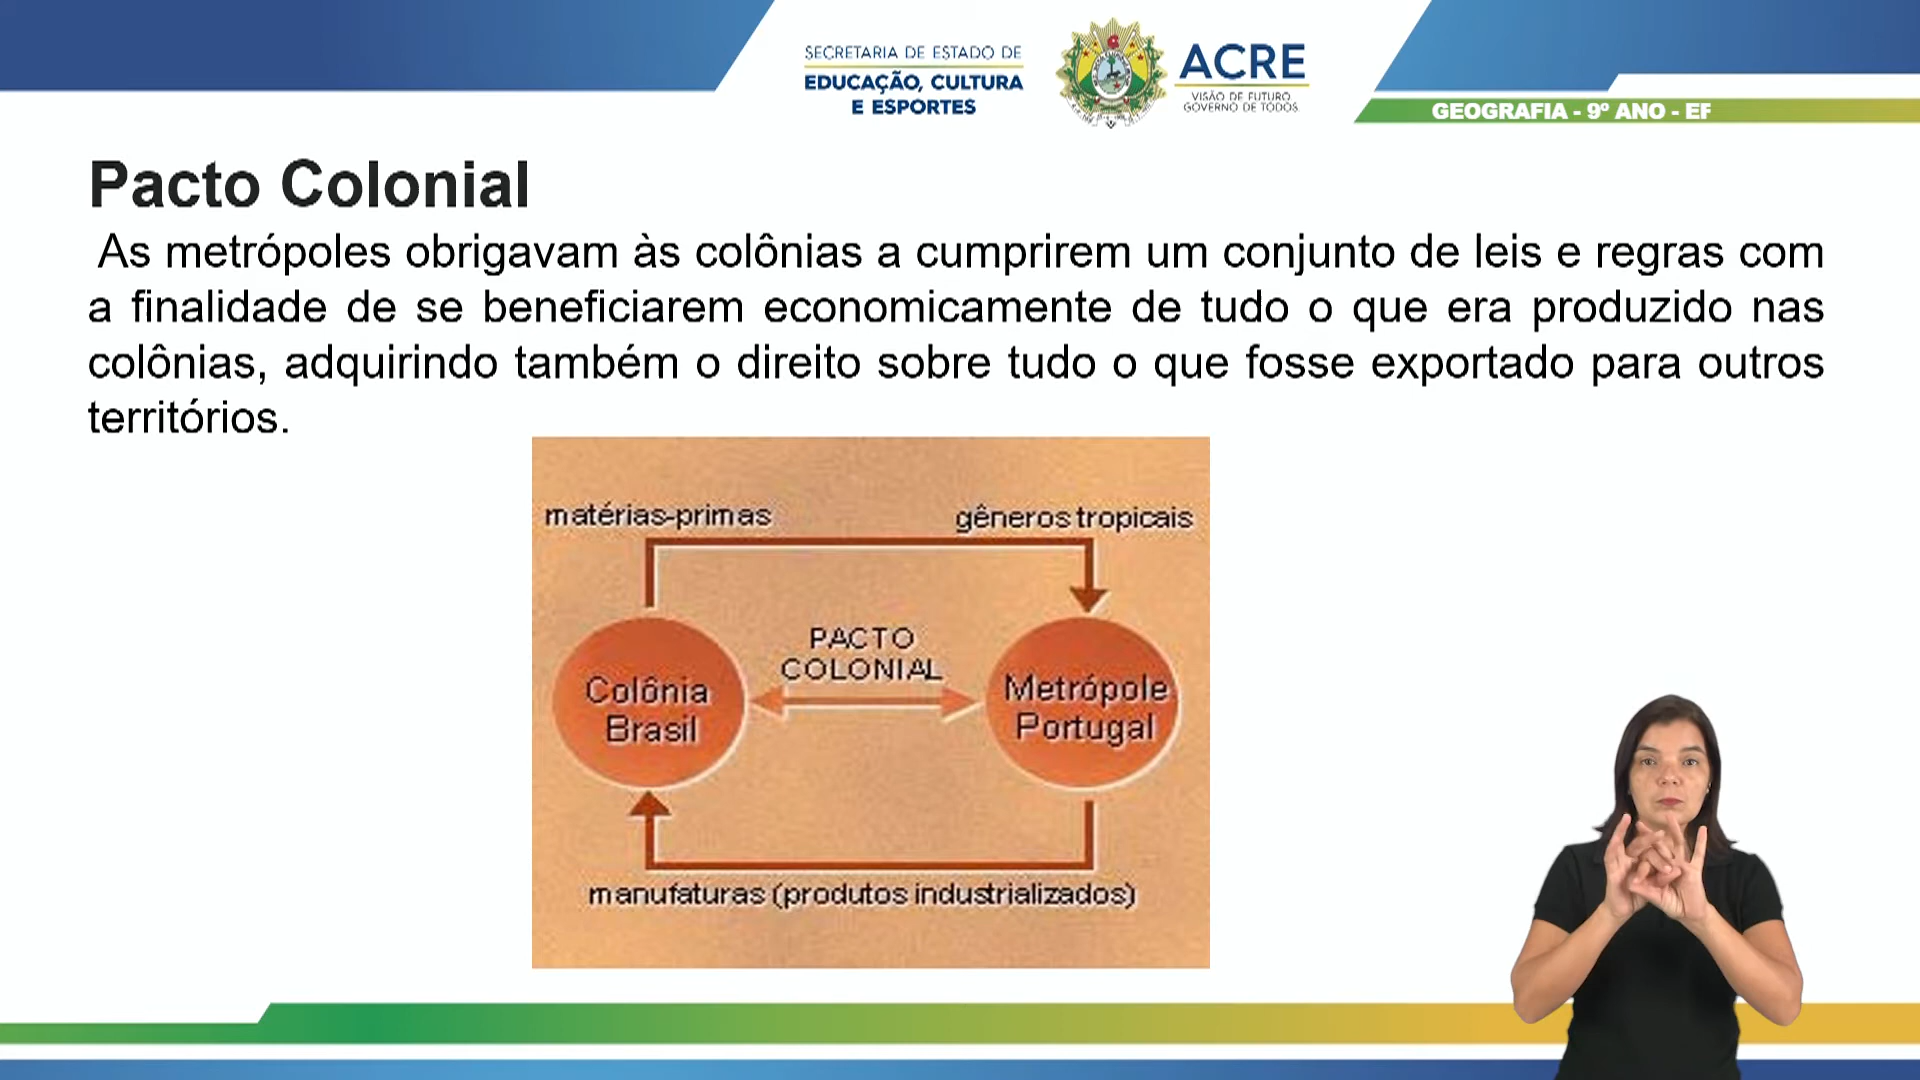 SECRETARIA DE ESTADO DE
EDUCAÇÃO, CULTURA
E ESPORTES
ACRE
VISÃO DE FUTURO
GOVERNO DE TODOS
GEOGRAFIA - 9º ANO - EF
Pacto Colonial
As metrópoles obrigavam às colônias a cumprirem um conjunto de leis e regras com
a finalidade de se beneficiarem economicamente de tudo o que era produzido nas
colônias, adquirindo também o direito sobre tudo o que fosse exportado para outros
territórios.
matérias-primas
gêneros tropicais
PACTO
COLONIAL
Colônia
Brasil
Metrópole
Portugal
manufaturas (produtos industrializados)